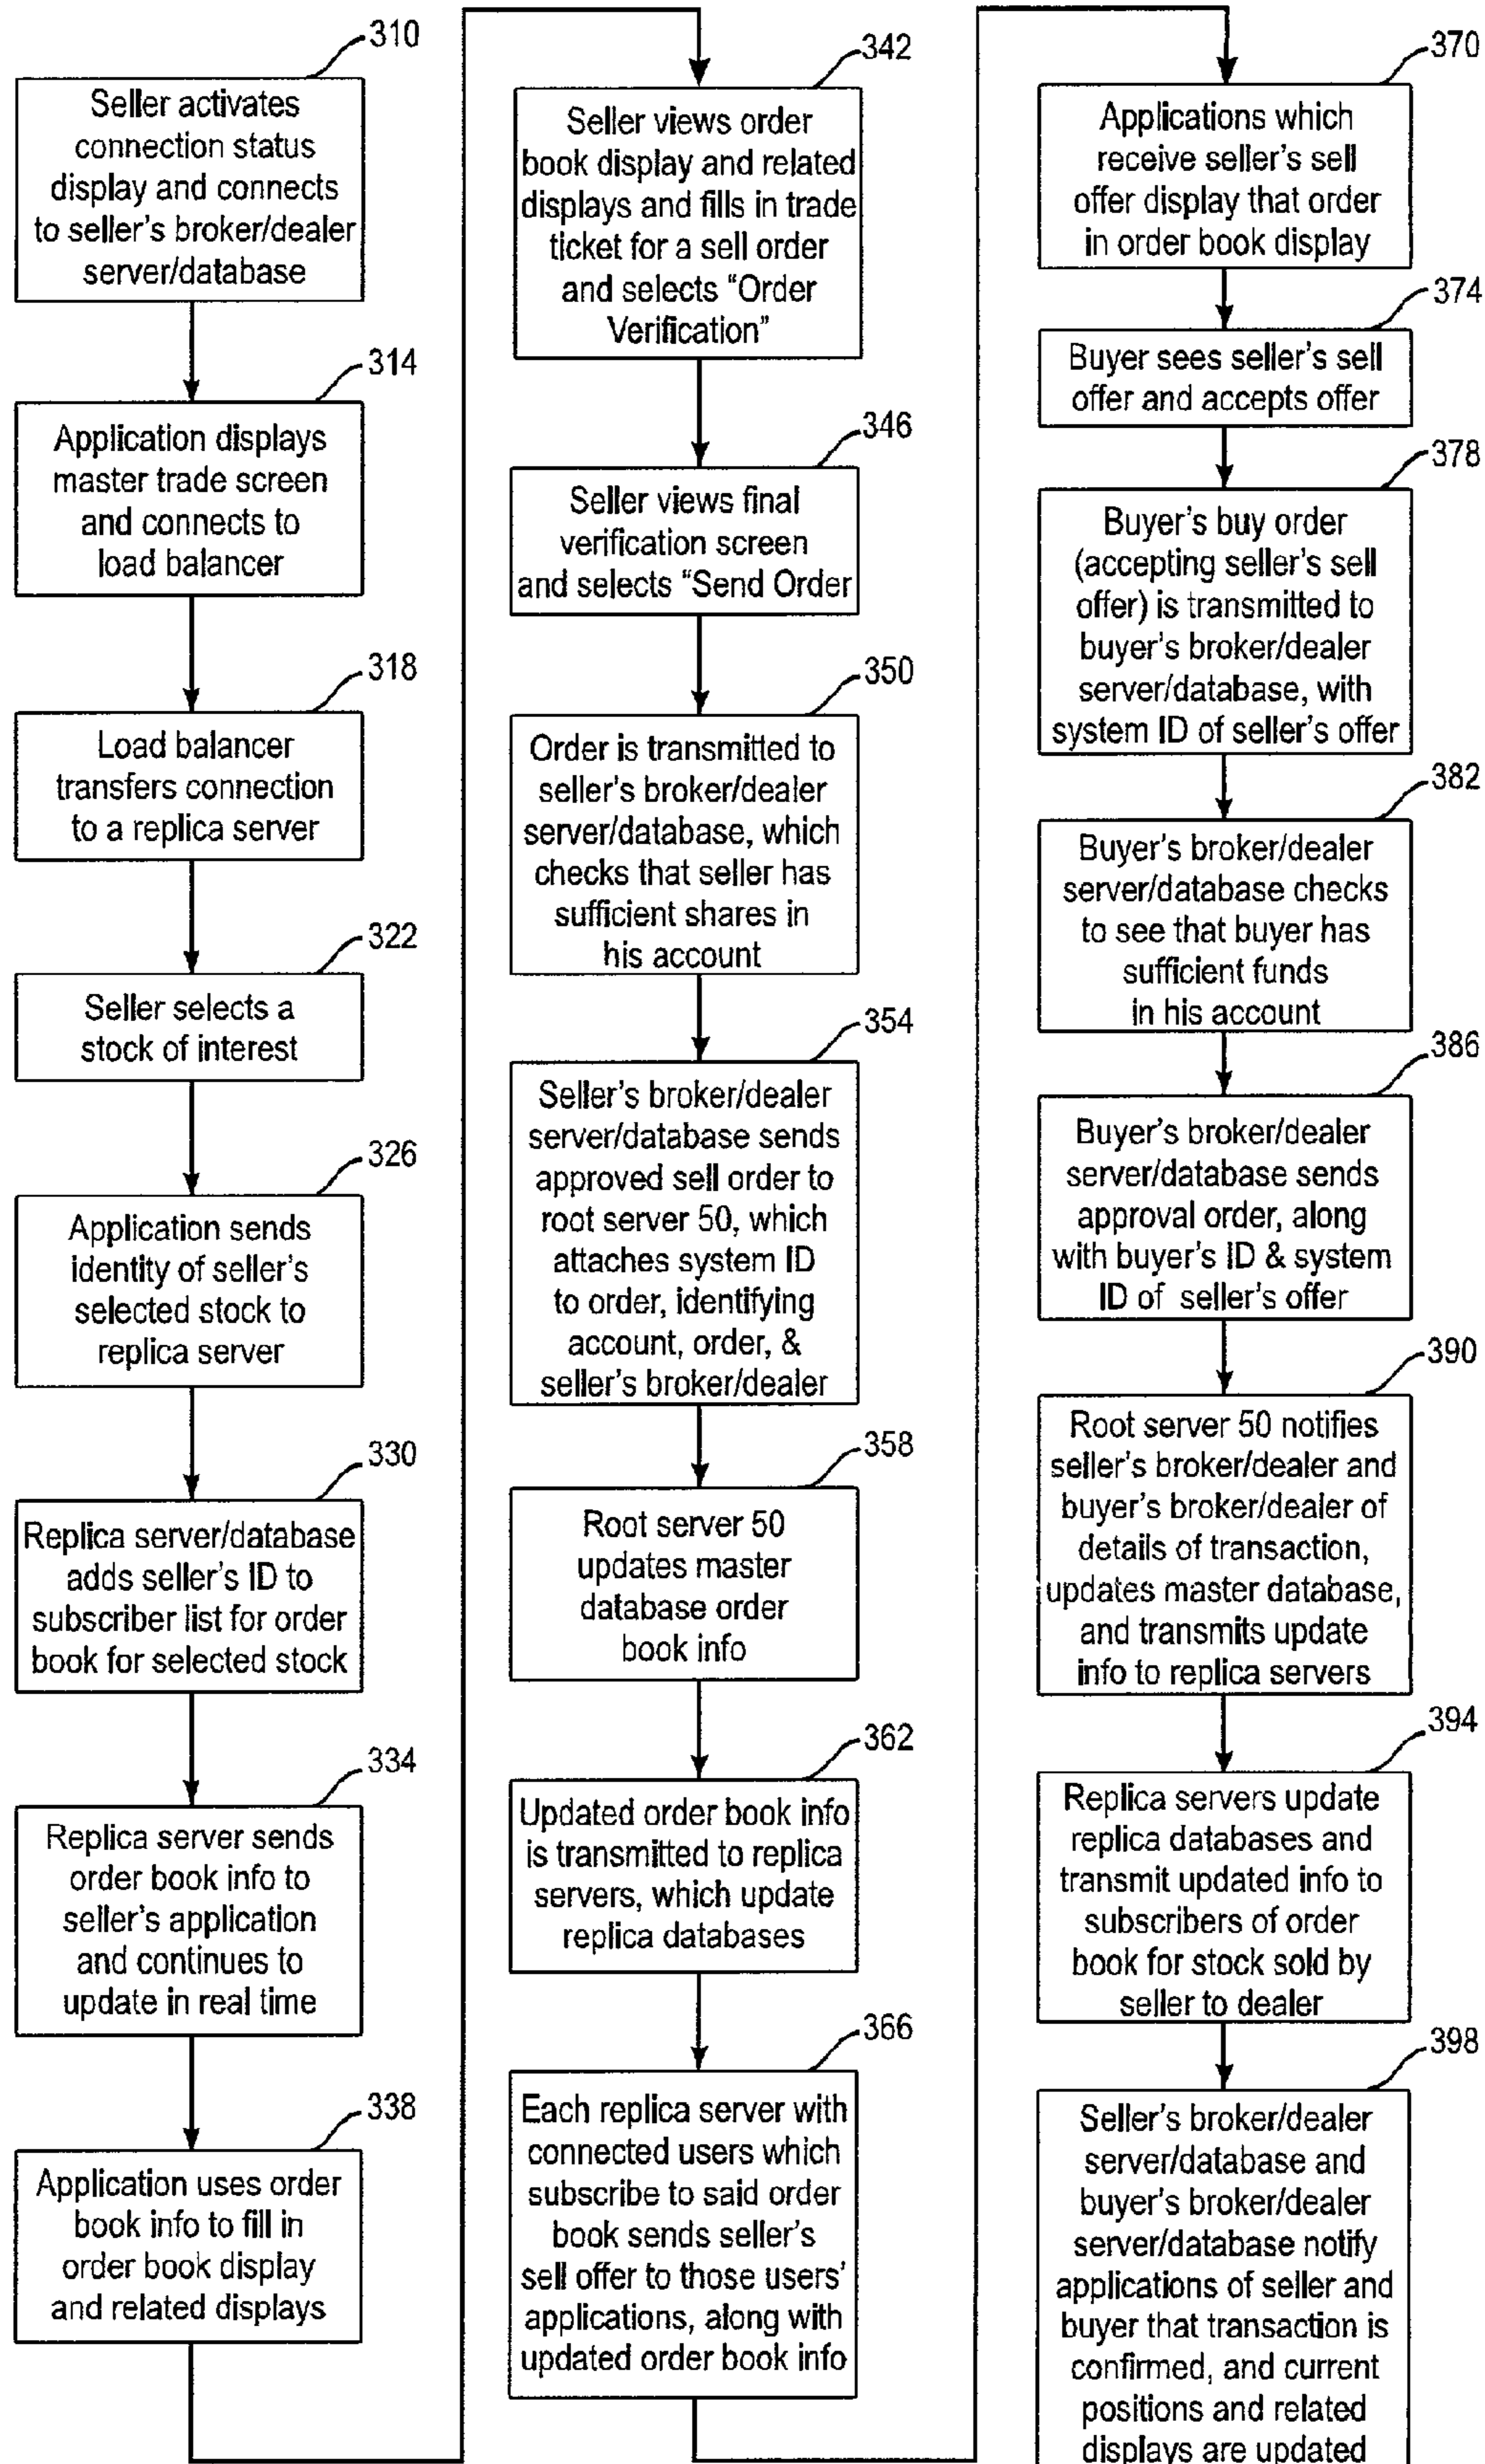 310
Seller activates
connection status
display and connects
to seller's broker/dealer
server/database
314
Application displays
master trade screen
and connects to
load balancer
318
Load balancer
transfers connection
to a replica server
322
Seller selects a
stock of interest
326
Application sends
identity of seller's
selected stock to
replica server
330
Replica server/database
adds seller's ID to
subscriber list for order
book for selected stock
334
Replica server sends
order book info to
seller's application
and continues to
update in real time
338
Application uses order
book info to fill in
order book display
and related displays
342
Seller views order
book display and related
displays and fills in trade
ticket for a sell order
and selects "Order
Verification"
346
Seller views final
verification screen
and selects "Send Order
350
Order is transmitted to
seller's broker/dealer
server/database, which
checks that seller has
sufficient shares in
his account
354
Seller's broker/dealer
server/database sends
approved sell order to
root server 50, which
attaches system ID
to order, identifying
account, order, &
seller's broker/dealer
358
Root server 50
updates master
database order
book info
362
Updated order book info
is transmitted to replica
servers, which update
replica databases
366
Each replica server with
connected users which
subscribe to said order
book sends seller's
sell offer to those users'
applications, along with
updated order book info
370
Applications which
receive seller's sell
offer display that order
in order book display
374
Buyer sees seller's sell
offer and accepts offer
378
Buyer's buy order
(accepting seller's sell
offer) is transmitted to
buyer's broker/dealer
server/database, with
system ID of seller's offer
382
Buyer's broker/dealer
server/database checks
to see that buyer has
sufficient funds
in his account
386
Buyer's broker/dealer
server/database sends
approval order, along
with buyer's ID & system
ID of seller's offer
390
Root server 50 notifies
seller's broker/dealer and
buyer's broker/dealer of
details of transaction,
updates master database,
and transmits update
info to replica servers
394
Replica servers update
replica databases and
transmit updated info to
subscribers of order
book for stock sold by
seller to dealer
398
Seller's broker/dealer
server/database and
buyer's broker/dealer
server/database notify
applications of seller and
buyer that transaction is
confirmed, and current
positions and related
displays are updated